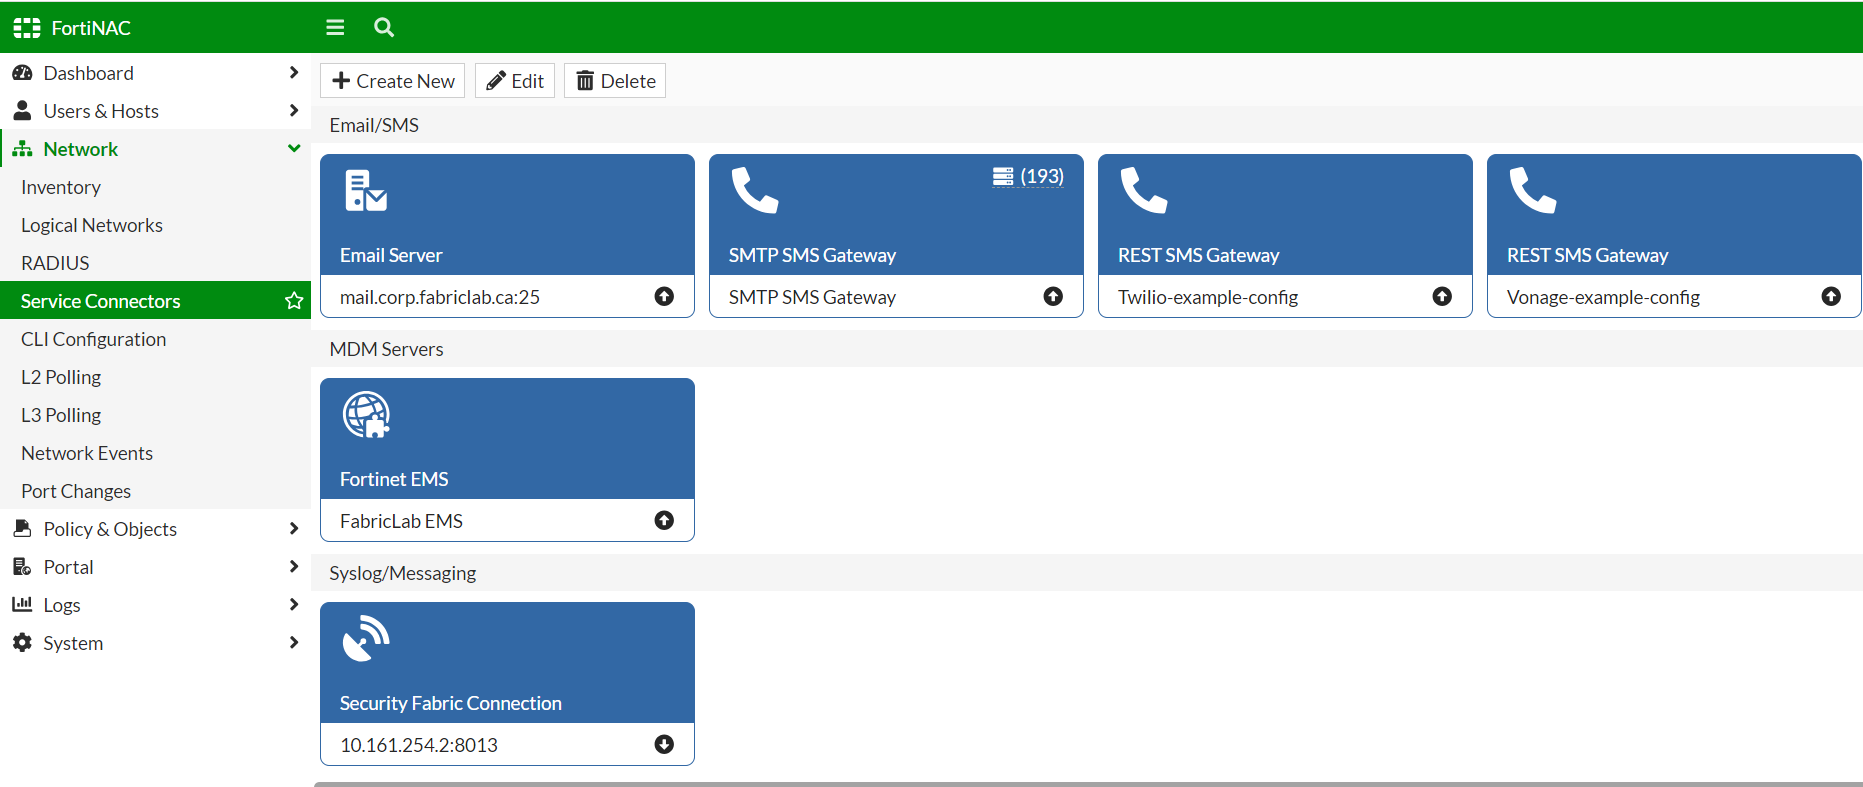 FortiNAC
Dashboard
Users & Hosts
Network
Inventory
Logical Networks
RADIUS
Service Connectors
CLI Configuration
L2 Polling
L3 Polling
Network Events
Port Changes
Policy & Objects
Portal
Logs
System
Create New Edit Delete
Email/SMS
(193)
Email Server
mail.corp.fabriclab.ca:25
SMTP SMS Gateway
SMTP SMS Gateway
REST SMS Gateway
Twilio-example-config
REST SMS Gateway
Vonage-example-config
MDM Servers
Fortinet EMS
FabricLab EMS
Syslog/Messaging
Security Fabric Connection
10.161.254.2:8013